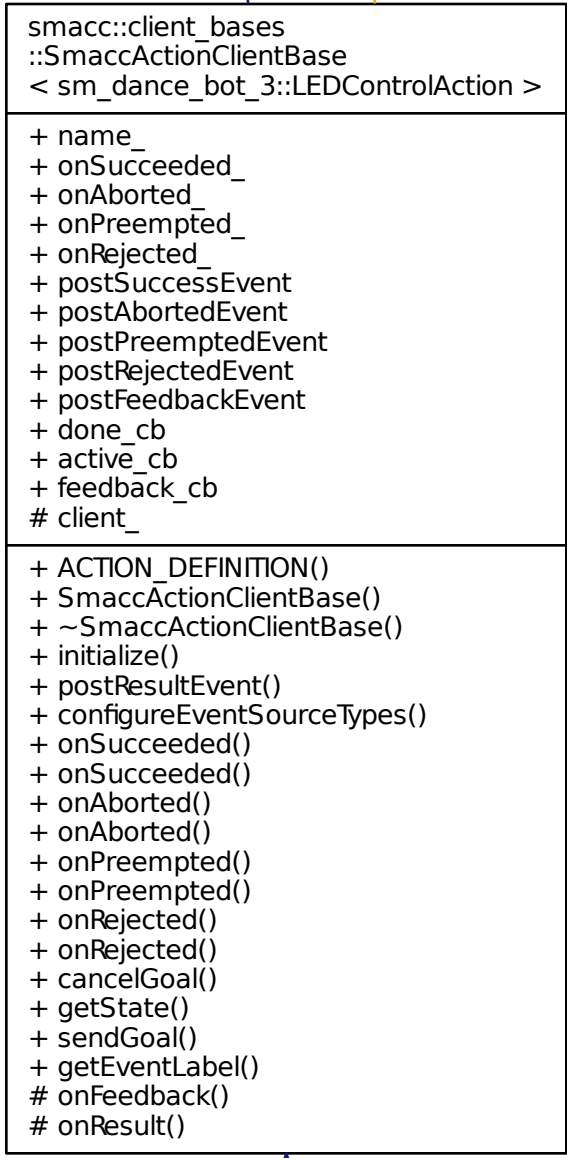 smacc::client_bases
::SmaccActionClientBase
< sm_dance_bot_3::LEDControlAction >
+ name_
+ onSucceeded_
+ onAborted_
+ onPreempted_
+ onRejected_
+ postSuccessEvent
+ postAbortedEvent
+ postPreemptedEvent
+ postRejectedEvent
+ postFeedbackEvent
+ done_cb
+ active_cb
+ feedback_cb
# client_
+ ACTION_DEFINITION()
+ SmaccActionClientBase()
+ ~SmaccActionClientBase()
+ initialize()
+ postResultEvent()
+ configureEventSourceTypes()
+ onSucceeded()
+ onSucceeded()
+ onAborted()
+ onAborted()
+ onPreempted()
+ onPreempted()
+ onRejected()
+ onRejected()
+ cancelGoal()
+ getState()
+ sendGoal()
+ getEventLabel()
# onFeedback()
# onResult()